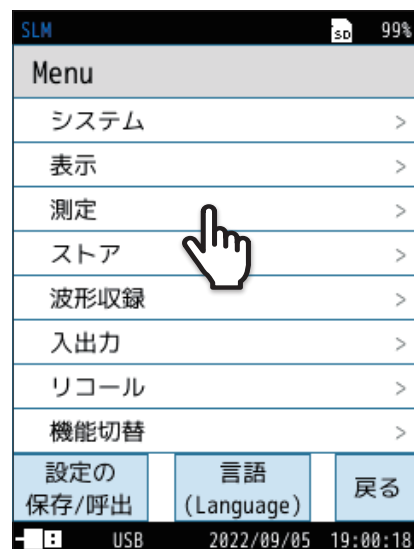 SLM SD 99%
Menu
システム >
表示 >
測定 >
ストア >
波形収録 >
入出力 >
リコール >
機能切替 >
設定の 言語 戻る
保存/呼出 (Language)
USB 2022/09/05 19:00:18